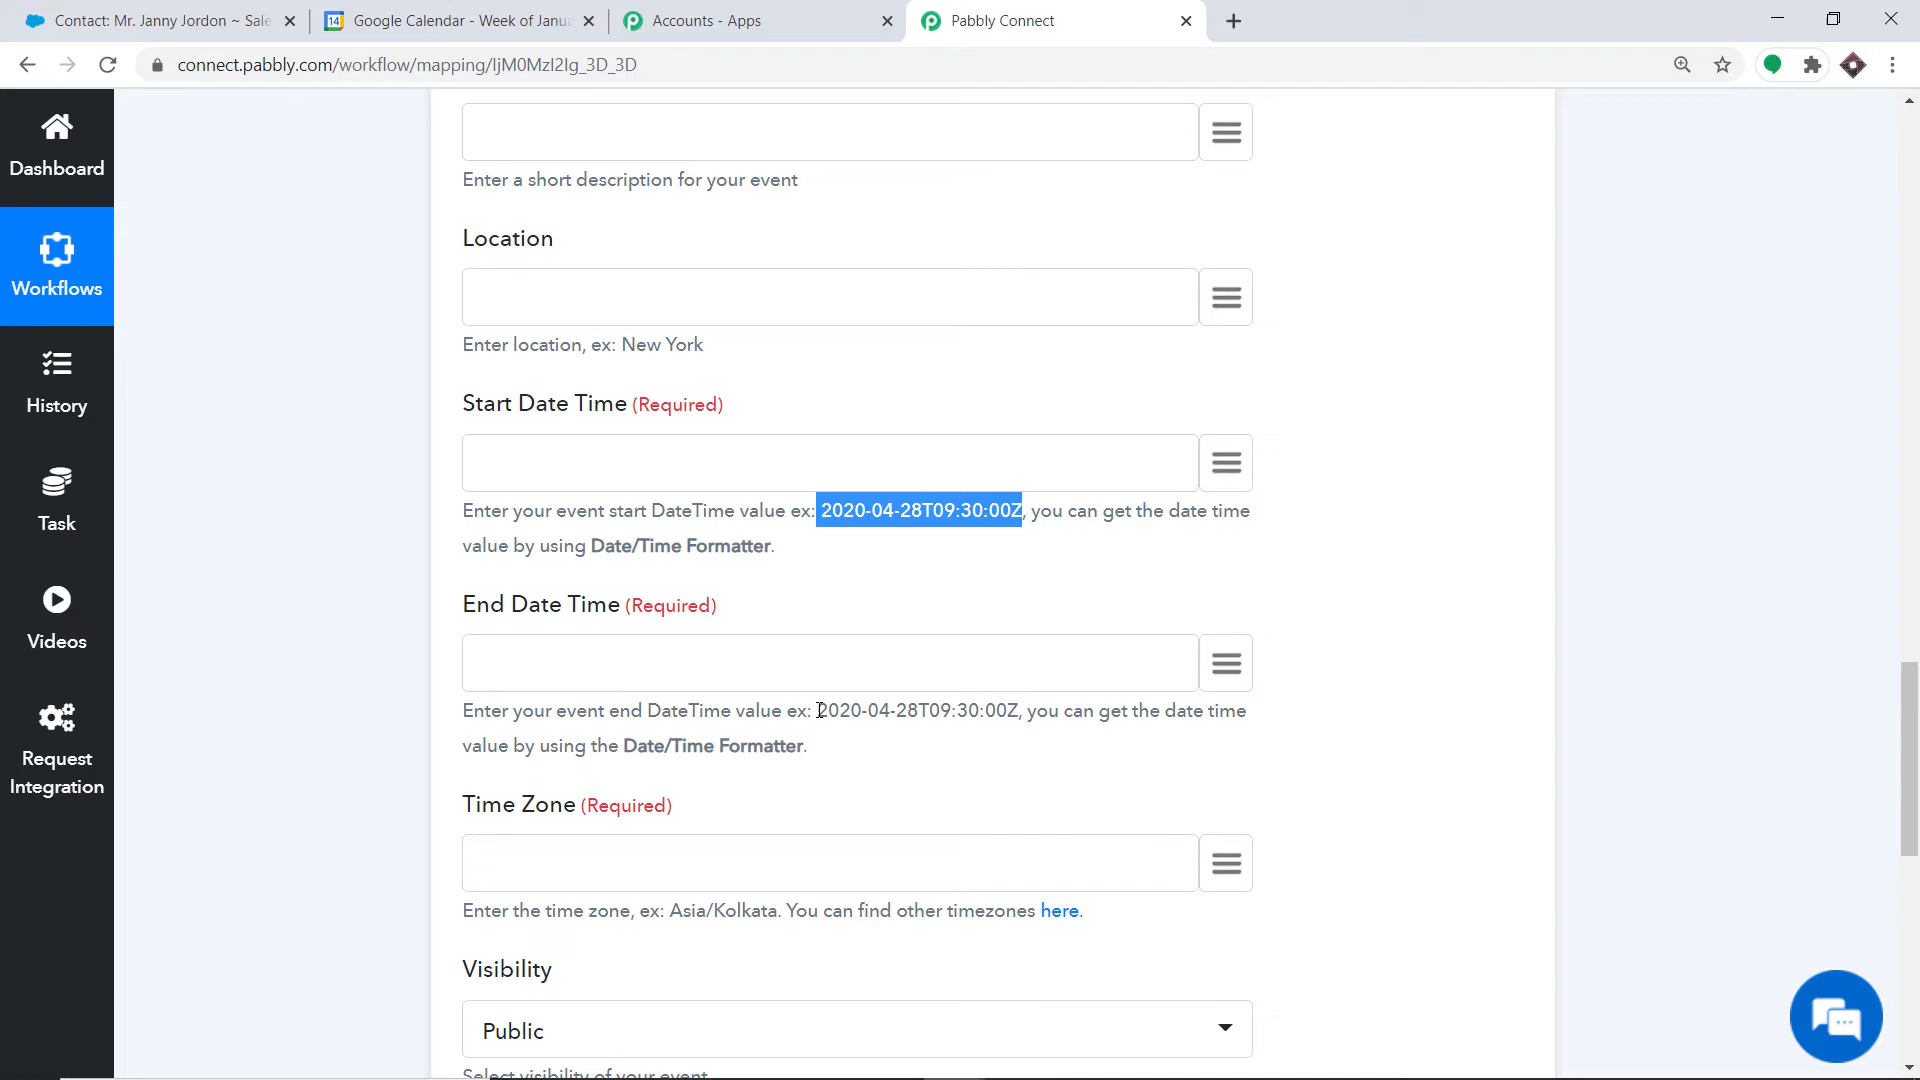 Contact: Mr. Janny Jordon ~ Sale
14
Google Calendar - Week of Janua
Accounts - Apps
Pabbly Connect
connect.pabbly.com/workflow/mapping/IjM0MzI2Ig_3D_3D
Dashboard
Workflows
History
Task
Videos
Request
Integration
Enter a short description for your event
Location
Enter location, ex: New York
Start Date Time (Required)
Enter your event start DateTime value ex: 2020-04-28T09:30:00Z, you can get the date time
value by using Date/Time Formatter.
End Date Time (Required)
Enter your event end DateTime value ex: 2020-04-28T09:30:00Z, you can get the date time
value by using the Date/Time Formatter.
Time Zone (Required)
Enter the time zone, ex: Asia/Kolkata. You can find other timezones here.
Visibility
Public
Select visibility of your event